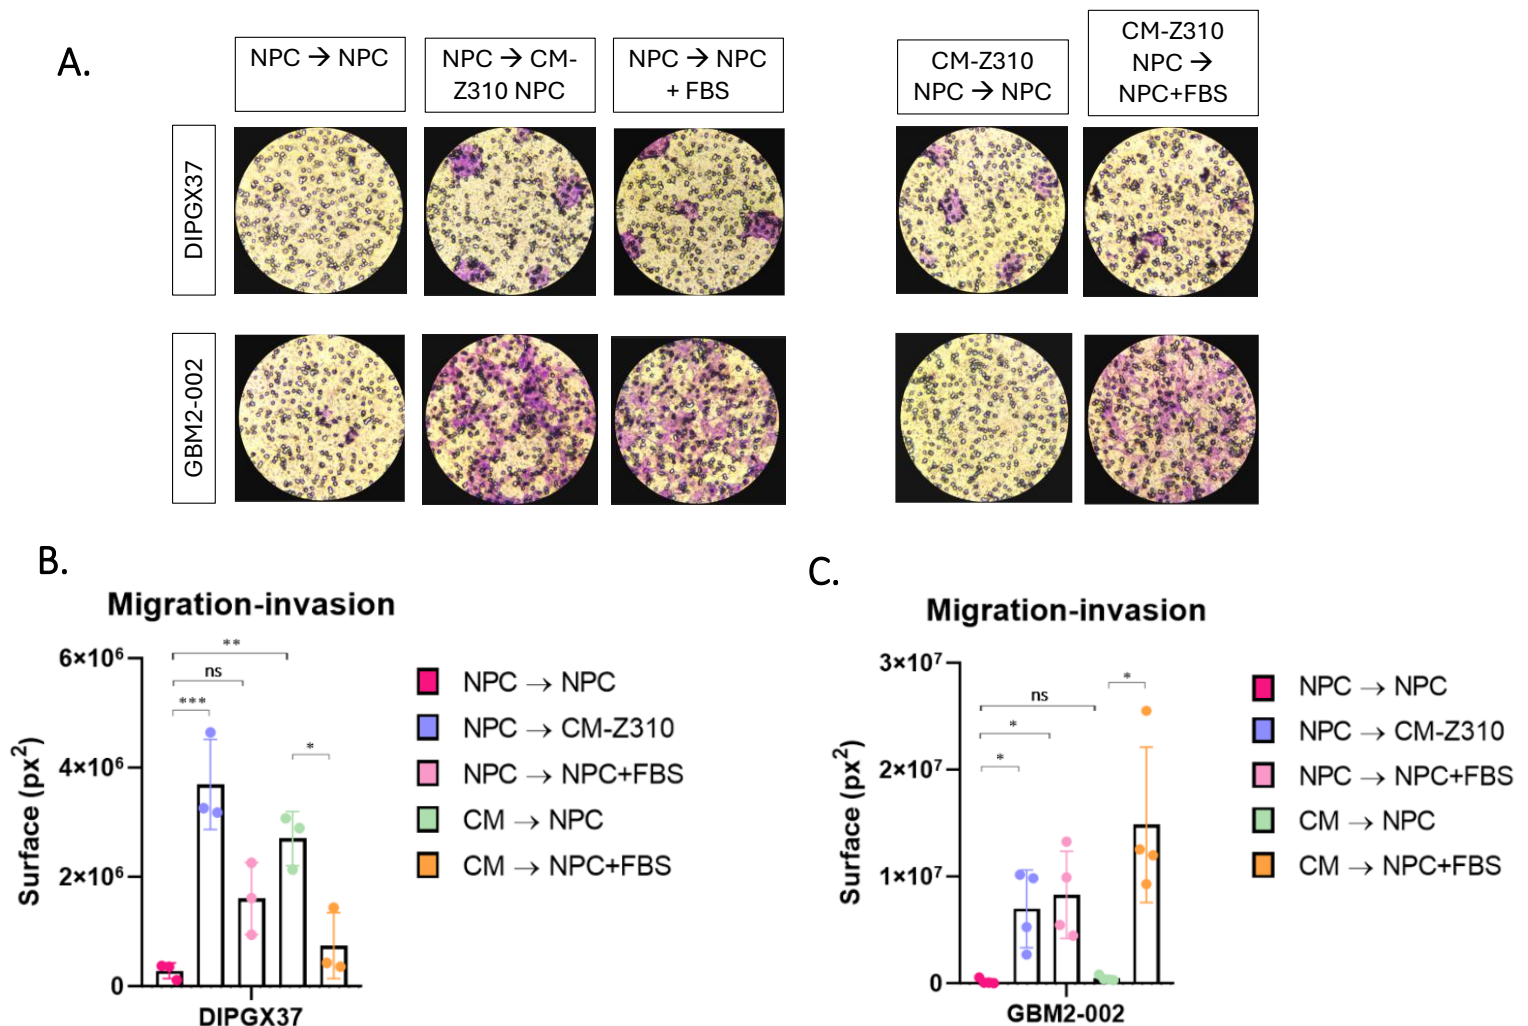 A.
NPC → NPC
NPC → CM-
Z310 NPC
NPC → NPC
+ FBS
CM-Z310
NPC → NPC
CM-Z310
NPC →
NPC+FBS
DIPGX37
GBM2-002
B.
Migration-invasion
Surface (px²)
6×10⁶
4×10⁶
2×10⁶
0
**
ns
***
*
DIPGX37
NPC → NPC
NPC → CM-Z310
NPC → NPC+FBS
CM → NPC
CM → NPC+FBS
C.
Migration-invasion
Surface (px²)
3×10⁷
2×10⁷
1×10⁷
0
*
ns
*
*
GBM2-002
NPC → NPC
NPC → CM-Z310
NPC → NPC+FBS
CM → NPC
CM → NPC+FBS